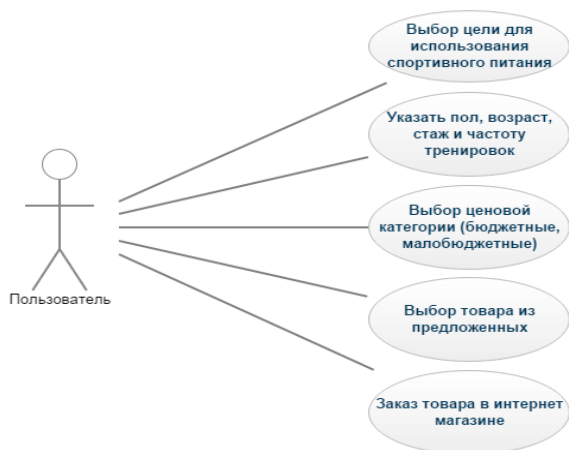 Выбор цели для
использования
спортивного питания
Указать пол, возраст,
стаж и частоту
тренировок
Выбор ценовой
категории (бюджетные,
малобюджетные)
Пользователь
Выбор товара из
предложенных
Заказ товара в интернет
магазине